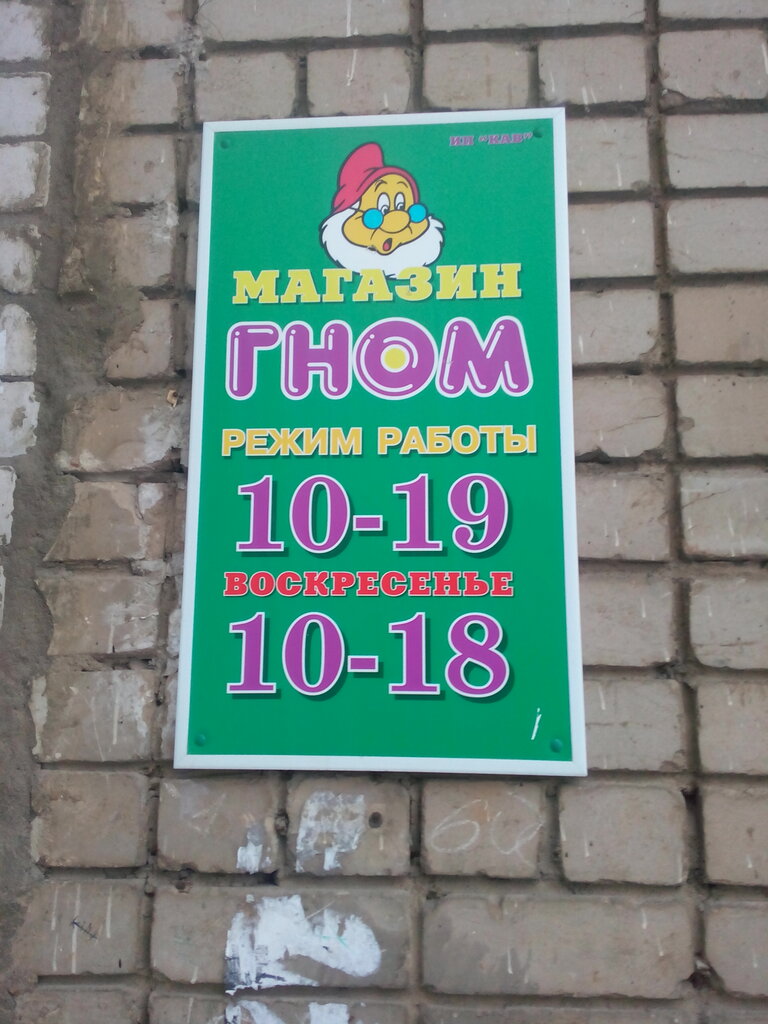 ИП "КАВ"
МАГАЗИН
ГНОМ
РЕЖИМ РАБОТЫ
10-19
ВОСКРЕСЕНЬЕ
10-18